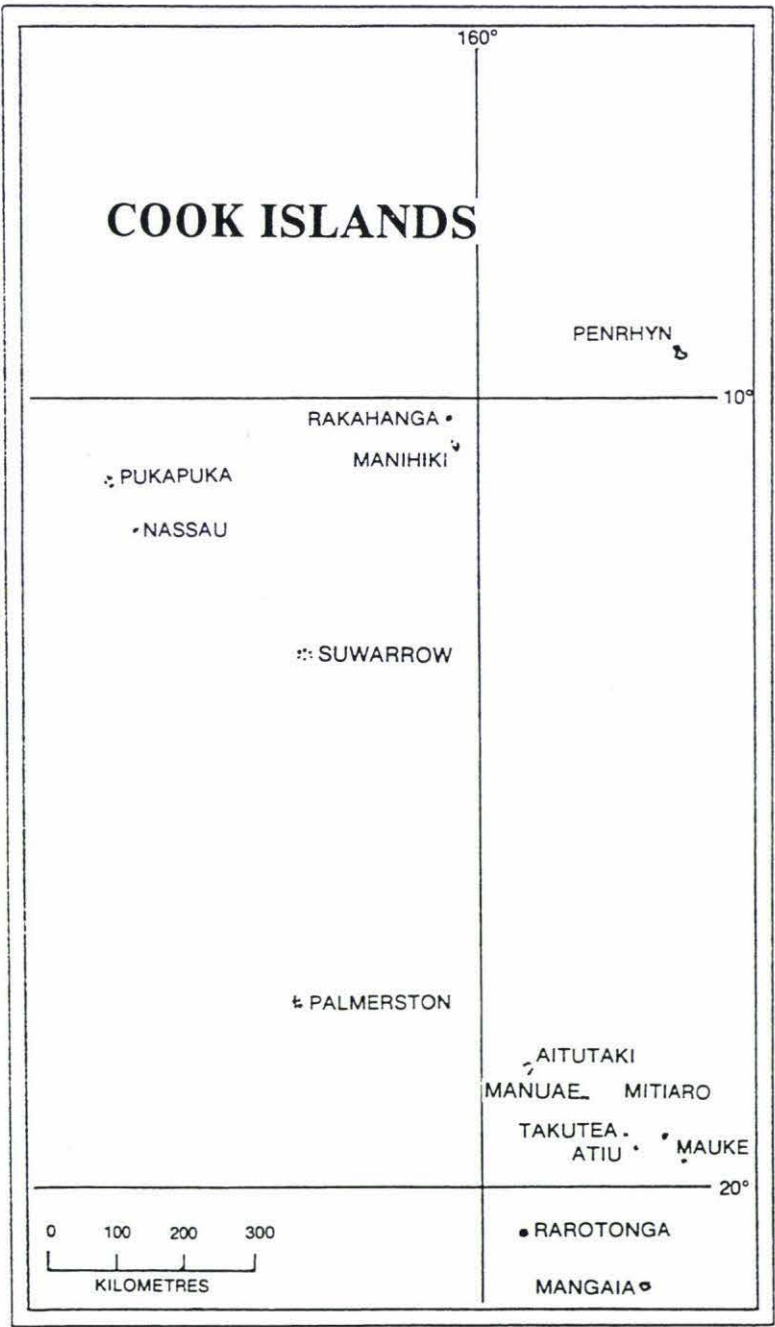 160°
COOK ISLANDS
PENRHYN
10°
RAKAHANGA
MANIHIKI
PUKAPUKA
NASSAU
SUWARROW
PALMERSTON
AITUTAKI
MANUAE MITIARO
TAKUTEA
ATIU MAUKE
20°
0 100 200 300
KILOMETRES
RAROTONGA
MANGAIA